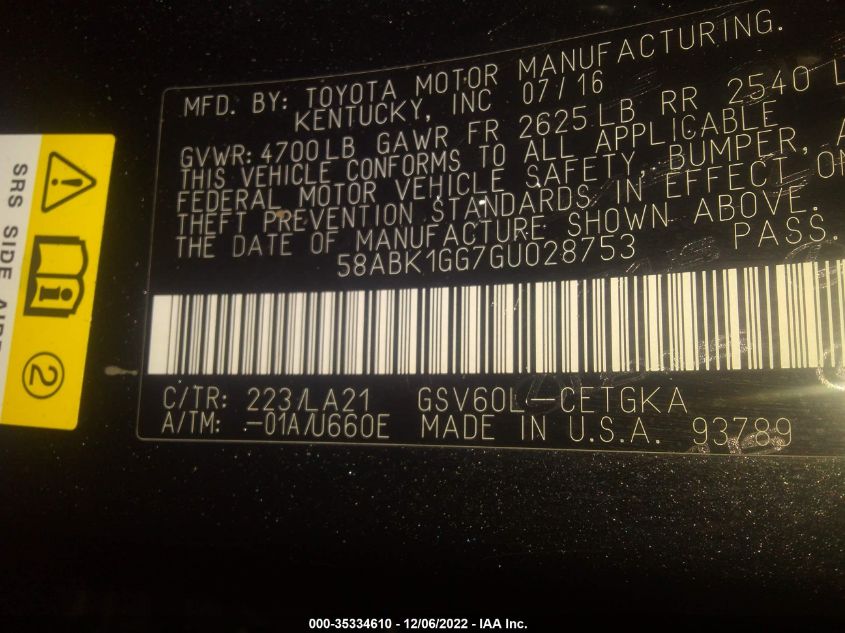 MFD. BY: TOYOTA MOTOR MANUFACTURING.
KENTUCKY, INC 07/16
GVWR: 4700LB GAWR FR 2625LB RR 2540 L
THIS VEHICLE CONFORMS TO ALL APPLICABLE
FEDERAL MOTOR VEHICLE SAFETY, BUMPER, A
THEFT PREVENTION STANDARDS IN EFFECT ON
THE DATE OF MANUFACTURE SHOWN ABOVE.
58ABK1GG7GU028753 PASS.
C/TR: 223/LA21 GSV60L-CETGKA
A/TM: -01A/U660E MADE IN U.S.A. 93789
SRS SIDE
2
000-35334610 - 12/06/2022 - IAA Inc.